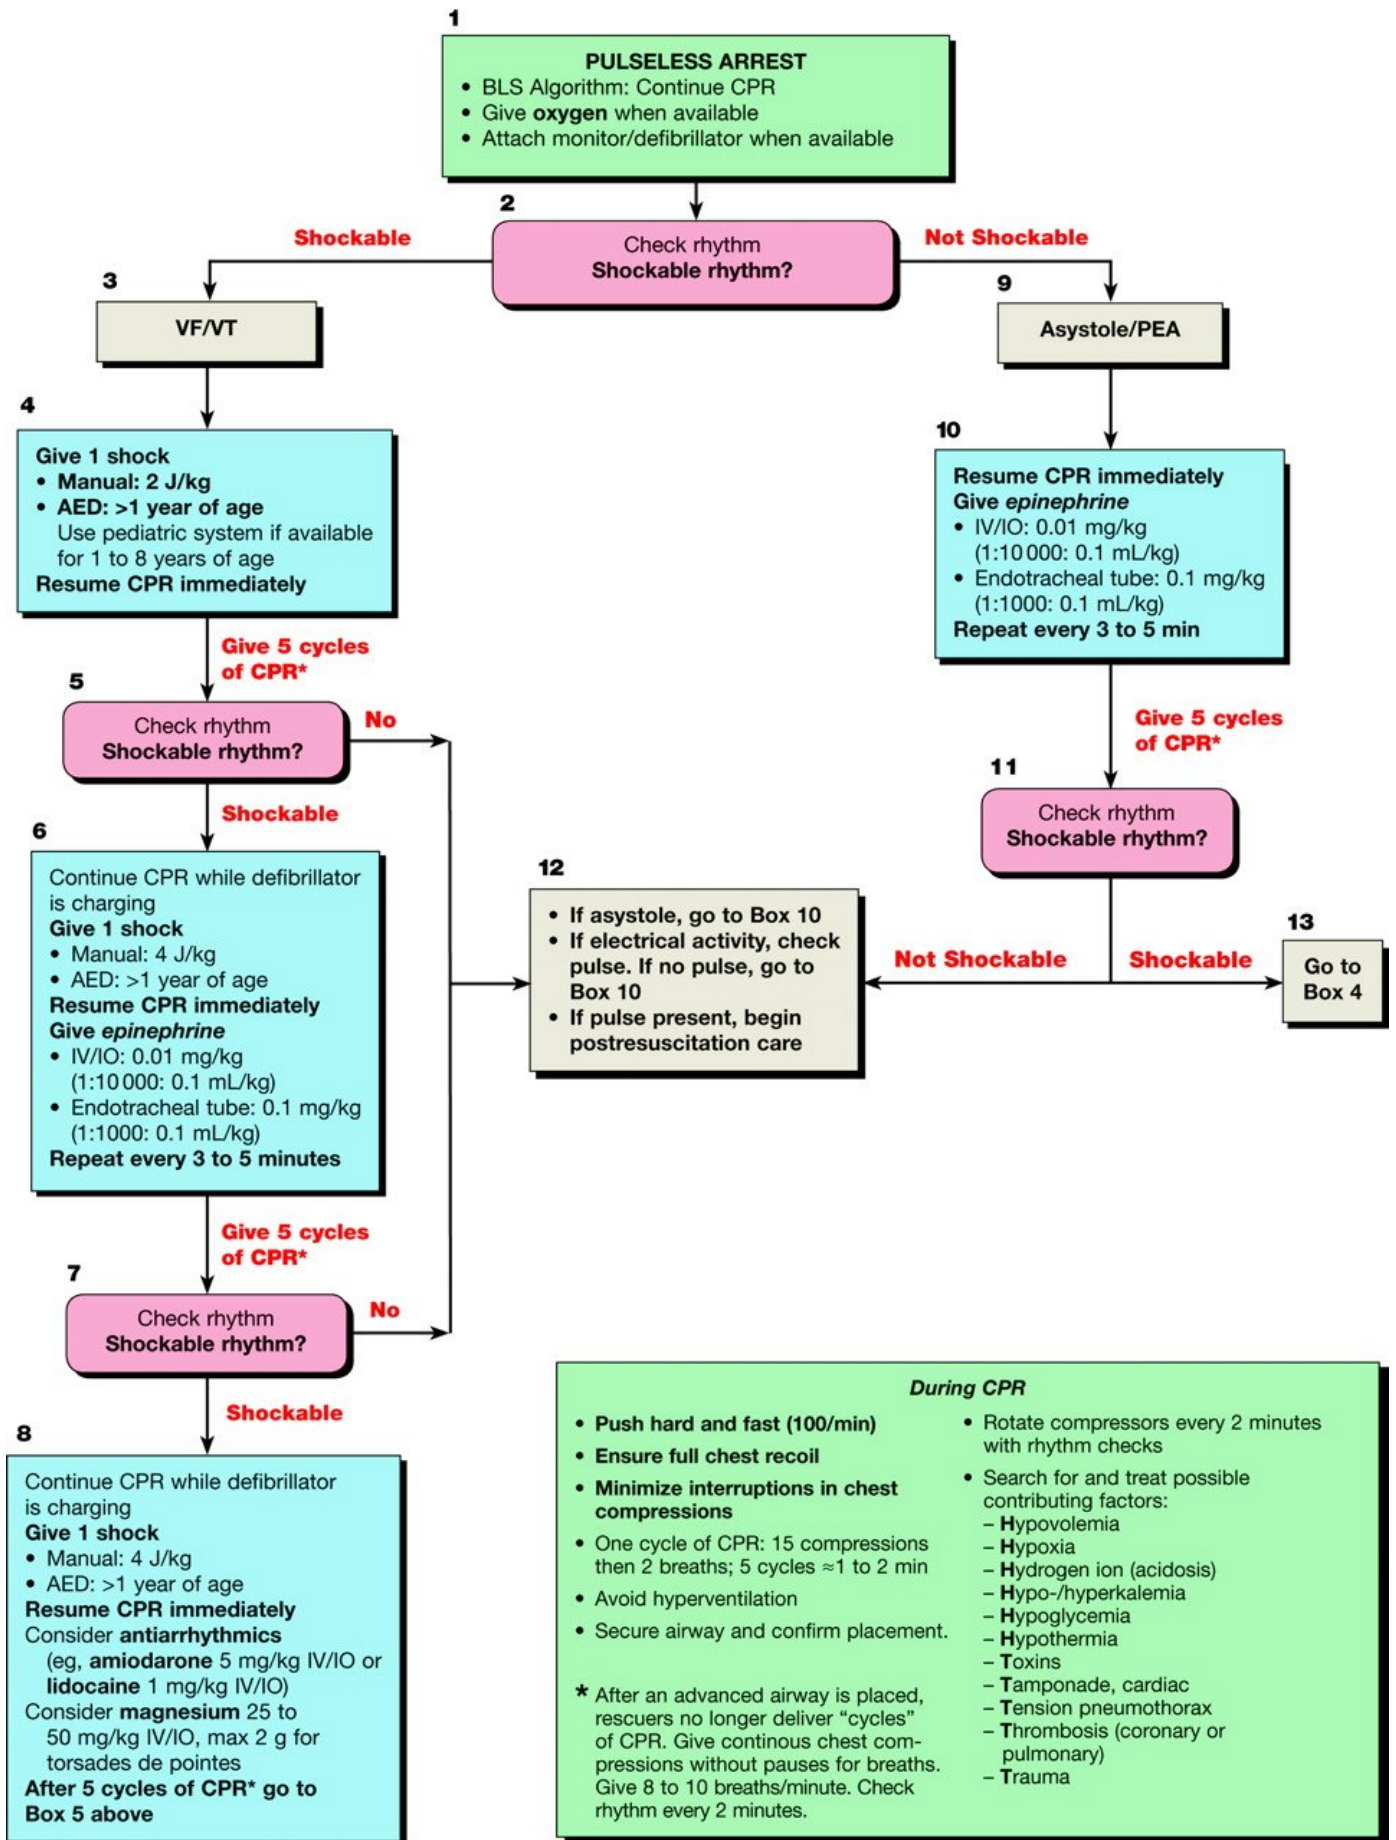 1
PULSELESS ARREST
• BLS Algorithm: Continue CPR
• Give oxygen when available
• Attach monitor/defibrillator when available
2
Check rhythm
Shockable rhythm?
Shockable
Not Shockable
3
VF/VT
4
Give 1 shock
• Manual: 2 J/kg
• AED: >1 year of age
Use pediatric system if available
for 1 to 8 years of age
Resume CPR immediately
Give 5 cycles
of CPR*
5
Check rhythm
Shockable rhythm?
No
Shockable
6
Continue CPR while defibrillator
is charging
Give 1 shock
• Manual: 4 J/kg
• AED: >1 year of age
Resume CPR immediately
Give epinephrine
• IV/IO: 0.01 mg/kg
(1:10 000: 0.1 mL/kg)
• Endotracheal tube: 0.1 mg/kg
(1:1000: 0.1 mL/kg)
Repeat every 3 to 5 minutes
Give 5 cycles
of CPR*
7
Check rhythm
Shockable rhythm?
No
Shockable
8
Continue CPR while defibrillator
is charging
Give 1 shock
• Manual: 4 J/kg
• AED: >1 year of age
Resume CPR immediately
Consider antiarrhythmics
(eg, amiodarone 5 mg/kg IV/IO or
lidocaine 1 mg/kg IV/IO)
Consider magnesium 25 to
50 mg/kg IV/IO, max 2 g for
torsades de pointes
After 5 cycles of CPR* go to
Box 5 above
9
Asystole/PEA
10
Resume CPR immediately
Give epinephrine
• IV/IO: 0.01 mg/kg
(1:10 000: 0.1 mL/kg)
• Endotracheal tube: 0.1 mg/kg
(1:1000: 0.1 mL/kg)
Repeat every 3 to 5 min
Give 5 cycles
of CPR*
11
Check rhythm
Shockable rhythm?
Not Shockable
Shockable
12
• If asystole, go to Box 10
• If electrical activity, check
pulse. If no pulse, go to
Box 10
• If pulse present, begin
postresuscitation care
13
Go to
Box 4
During CPR
• Push hard and fast (100/min)
• Ensure full chest recoil
• Minimize interruptions in chest
compressions
• One cycle of CPR: 15 compressions
then 2 breaths; 5 cycles ≈1 to 2 min
• Avoid hyperventilation
• Secure airway and confirm placement.
* After an advanced airway is placed,
rescuers no longer deliver “cycles”
of CPR. Give continous chest com-
pressions without pauses for breaths.
Give 8 to 10 breaths/minute. Check
rhythm every 2 minutes.
• Rotate compressors every 2 minutes
with rhythm checks
• Search for and treat possible
contributing factors:
– Hypovolemia
– Hypoxia
– Hydrogen ion (acidosis)
– Hypo-/hyperkalemia
– Hypoglycemia
– Hypothermia
– Toxins
– Tamponade, cardiac
– Tension pneumothorax
– Thrombosis (coronary or
pulmonary)
– Trauma